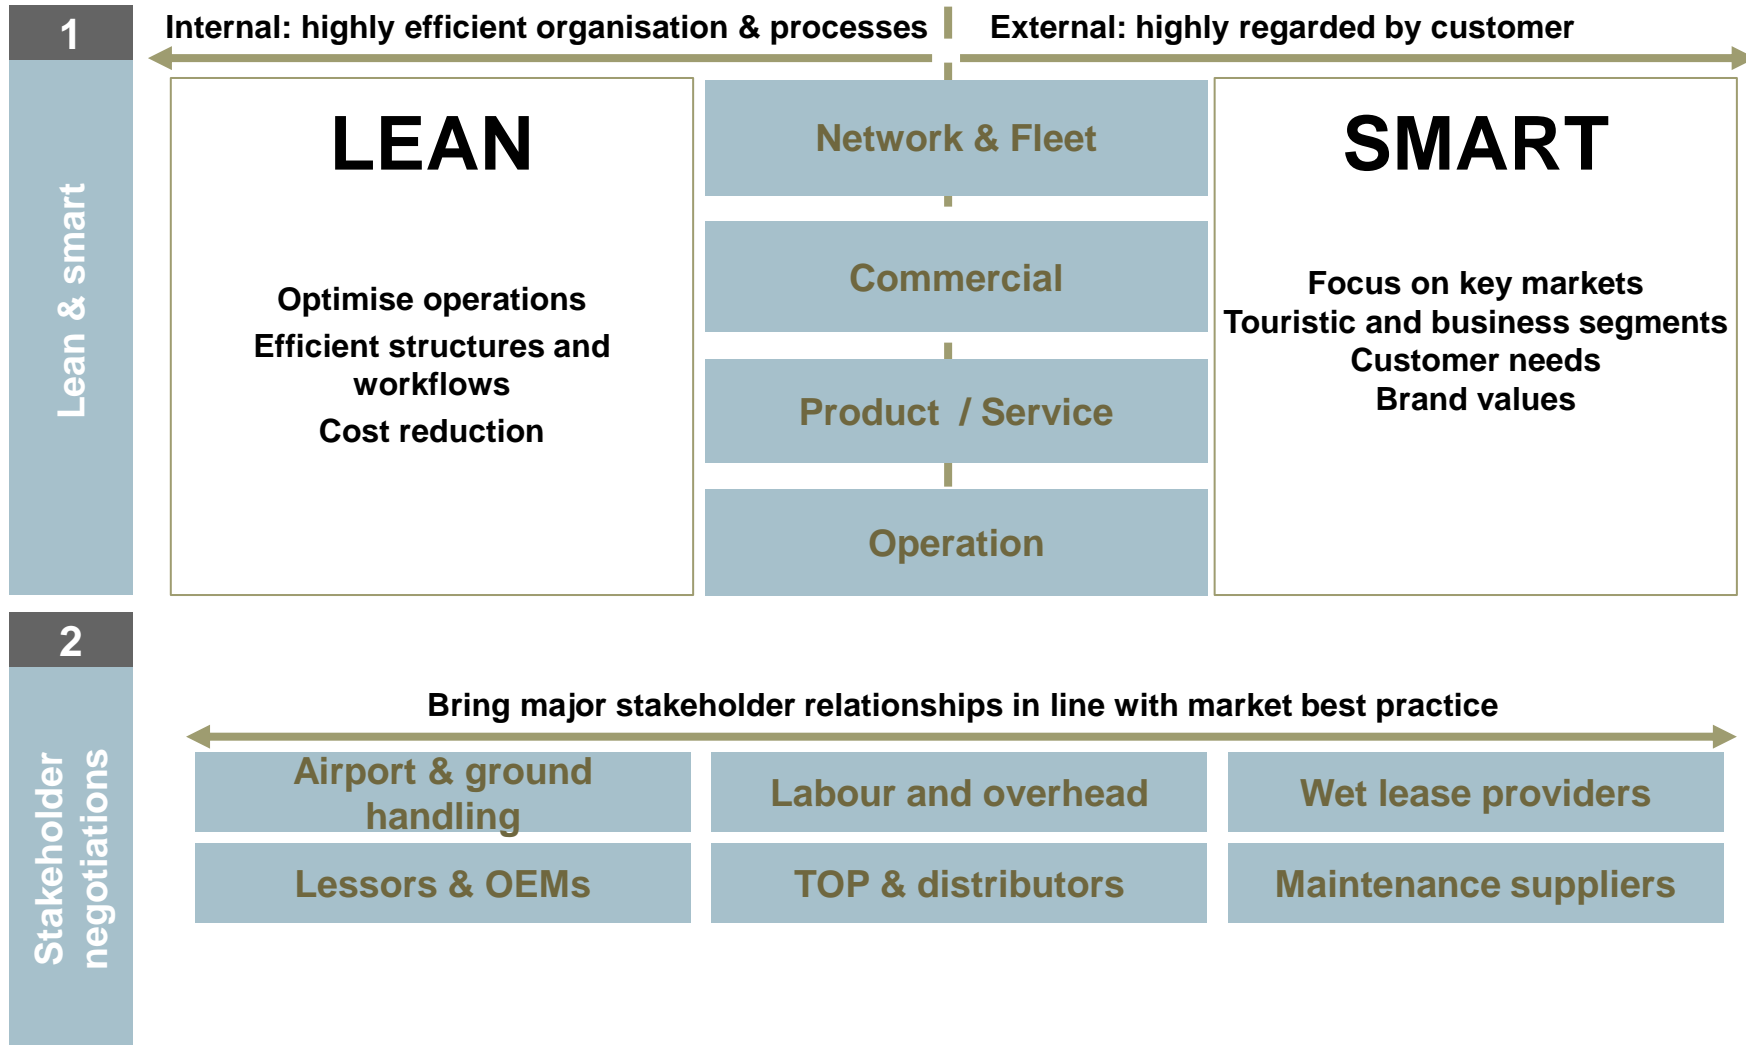 1
Internal: highly efficient organisation & processes
External: highly regarded by customer
Lean & smart
LEAN
Optimise operations
Efficient structures and
workflows
Cost reduction
Network & Fleet
Commercial
Product / Service
Operation
SMART
Focus on key markets
Touristic and business segments
Customer needs
Brand values
2
Stakeholder
negotiations
Bring major stakeholder relationships in line with market best practice
Airport & ground
handling
Labour and overhead
Wet lease providers
Lessors & OEMs
TOP & distributors
Maintenance suppliers